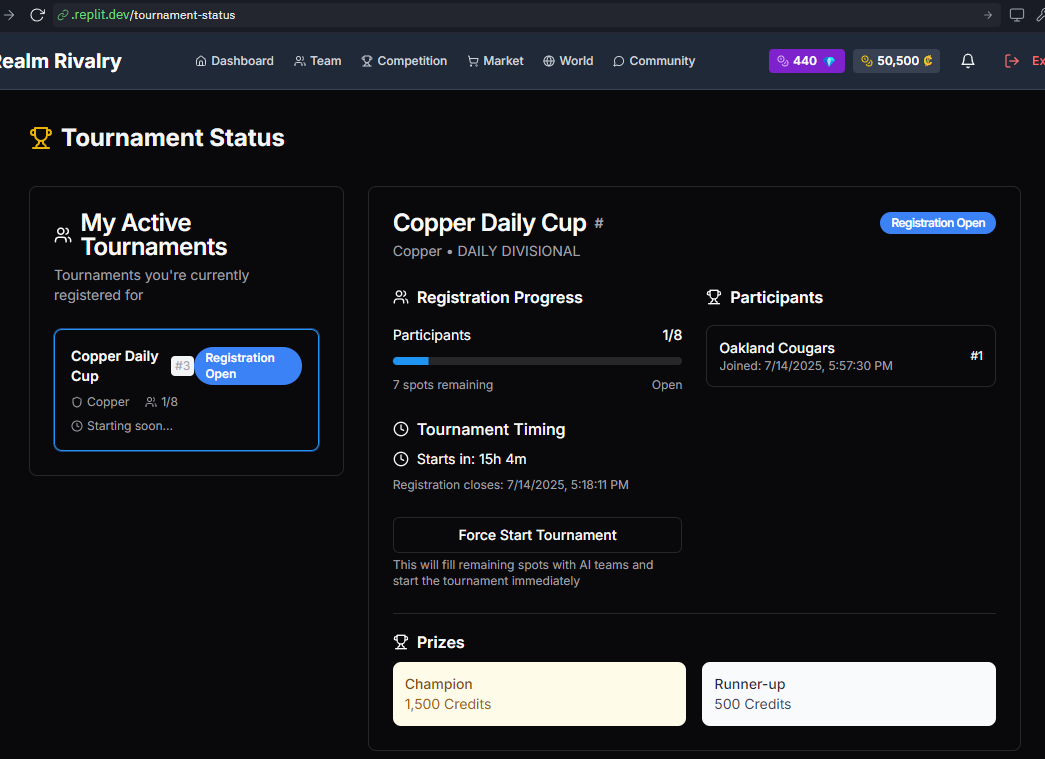 .replit.dev/tournament-status
Realm Rivalry
Dashboard
Team
Competition
Market
World
Community
440
50,500 ₡
Ex
Tournament Status
My Active
Tournaments
Tournaments you're currently
registered for
Copper Daily
Cup
#3
Registration
Open
Copper
1/8
Starting soon...
Copper Daily Cup #
Registration Open
Copper • DAILY DIVISIONAL
Registration Progress
Participants
1/8
7 spots remaining
Open
Tournament Timing
Starts in: 15h 4m
Registration closes: 7/14/2025, 5:18:11 PM
Force Start Tournament
This will fill remaining spots with AI teams and
start the tournament immediately
Participants
Oakland Cougars
Joined: 7/14/2025, 5:57:30 PM
#1
Prizes
Champion
1,500 Credits
Runner-up
500 Credits